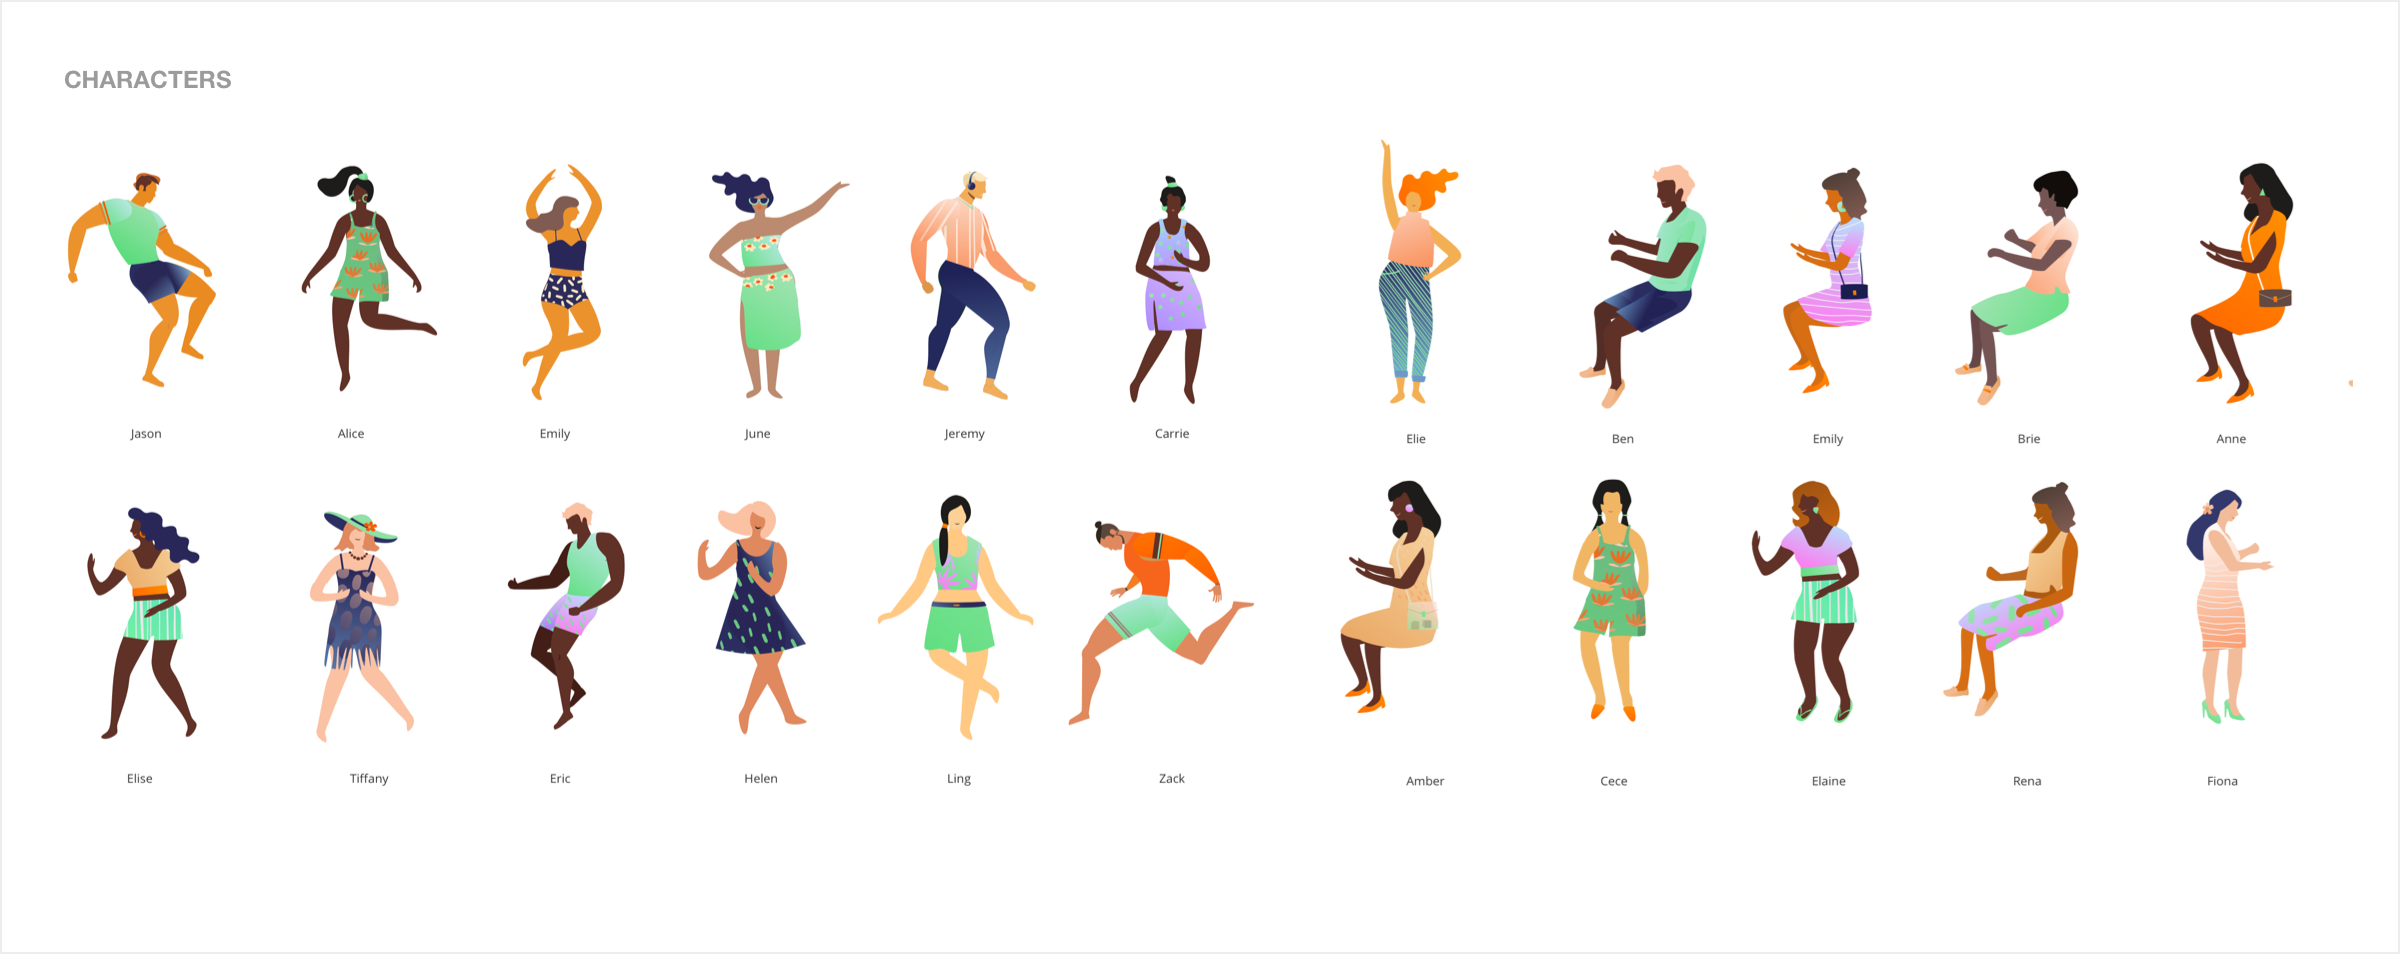 CHARACTERS
Jason
Alice
Emily
June
Jeremy
Carrie
Elie
Ben
Emily
Brie
Anne
Elise
Tiffany
Eric
Helen
Ling
Zack
Amber
Cece
Elaine
Rena
Fiona